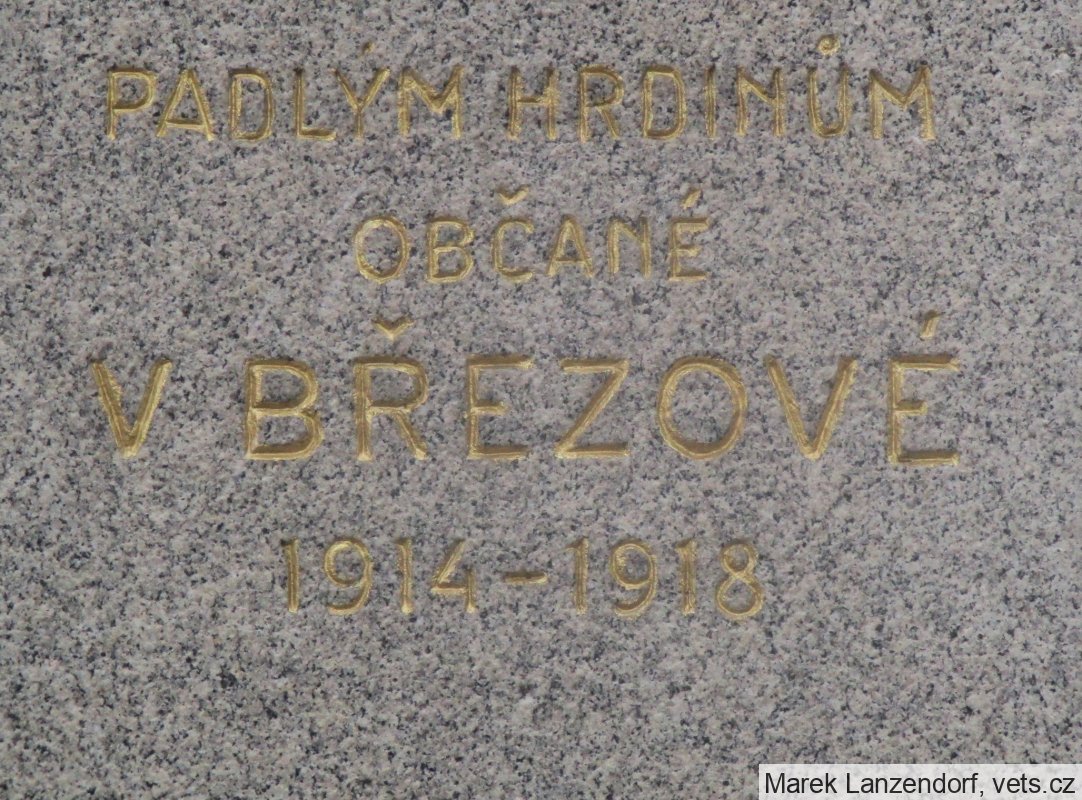 PADLÝM HRDINŮM
OBČANÉ
V BŘEZOVÉ
1914-1918
Marek Lanzendorf, vets.cz